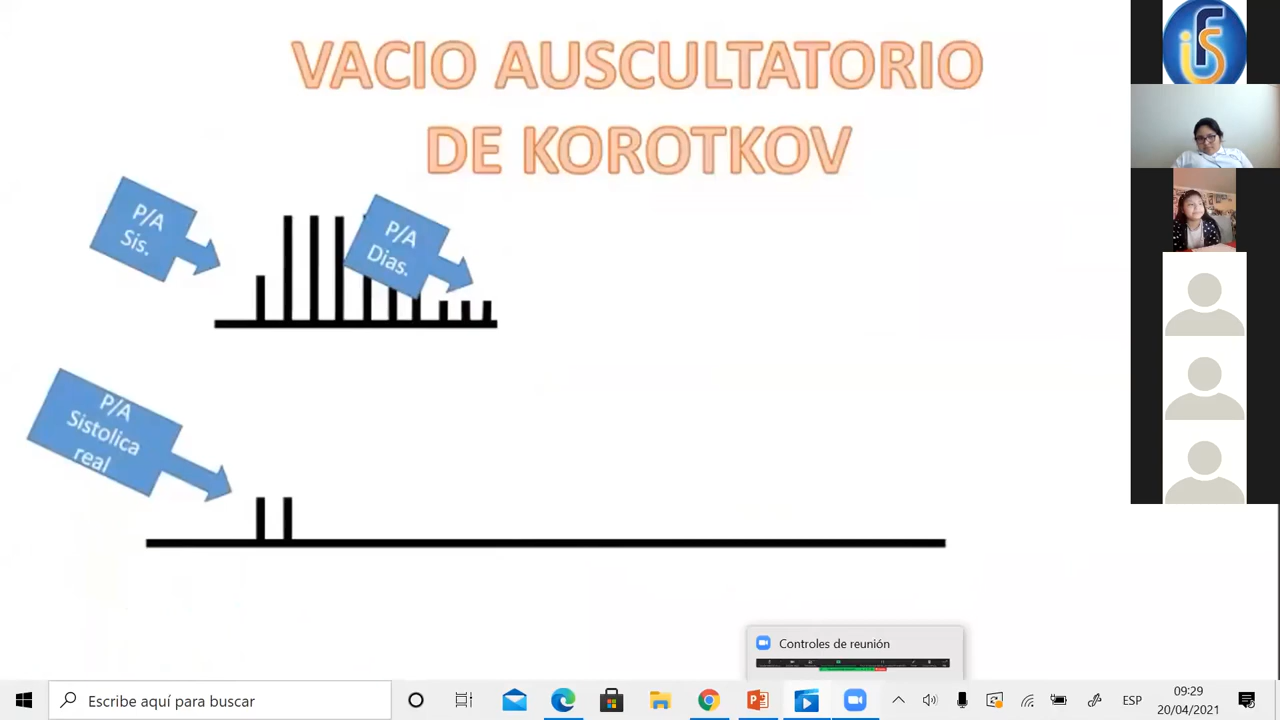 VACIO AUSCULTATORIO
DE KOROTKOV
P/A
Sis.
P/A
Dias.
P/A
Sistolica
real
Controles de reunión
Escribe aquí para buscar
ESP
09:29
20/04/2021